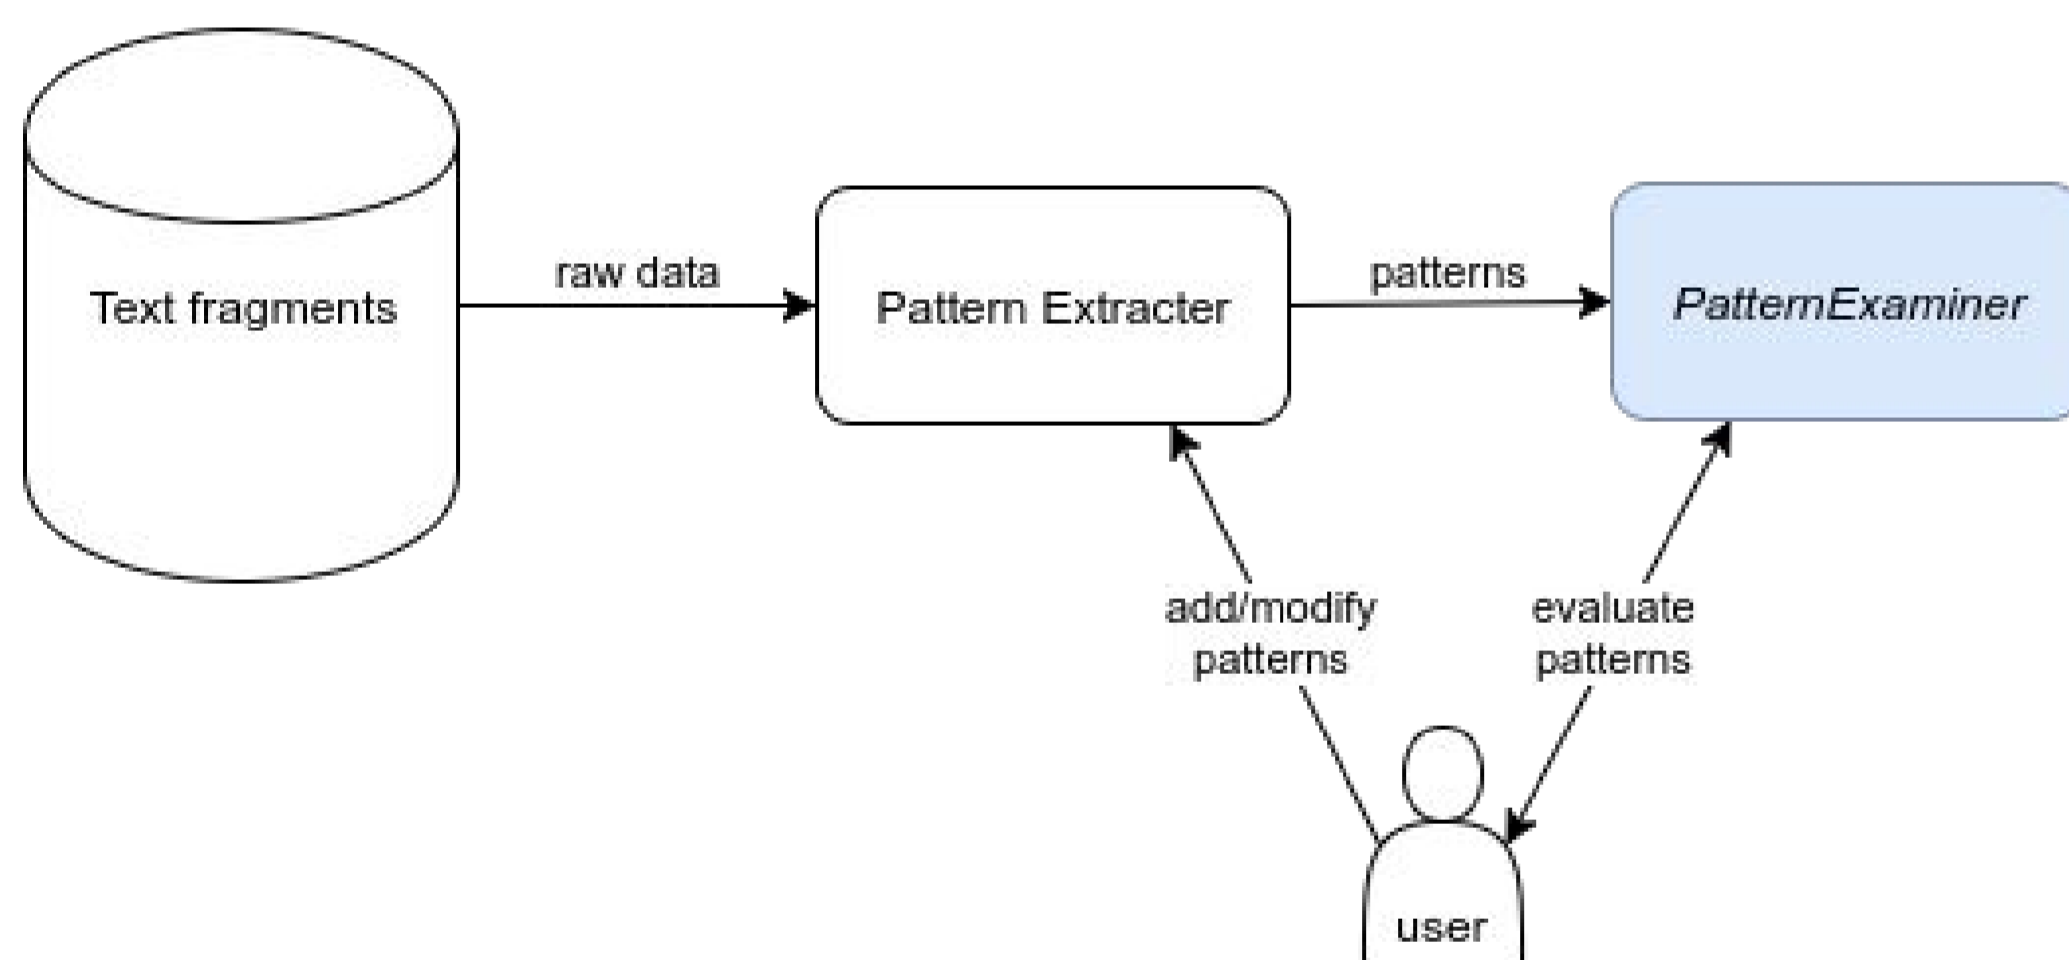 raw data
patterns
Text fragments
Pattern Extracter
PatternExaminer
add/modify
patterns
evaluate
patterns
user